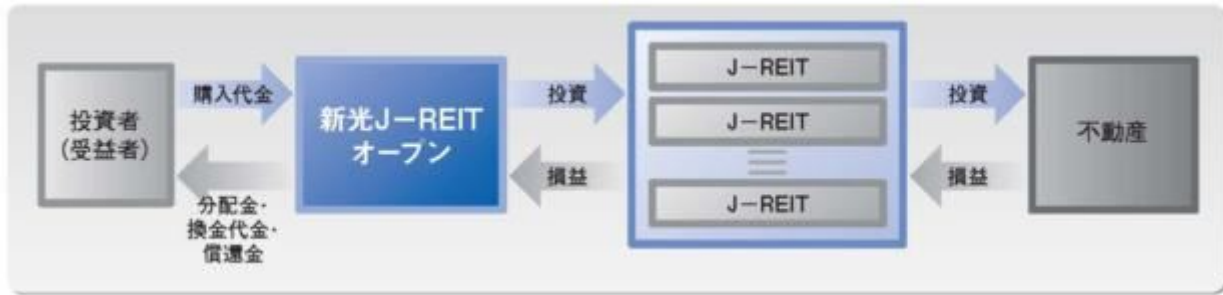 投資者
(受益者)
購入代金
分配金・
換金代金・
償還金
新光J−REIT
オープン
投資
損益
J−REIT
J−REIT
J−REIT
投資
損益
不動産